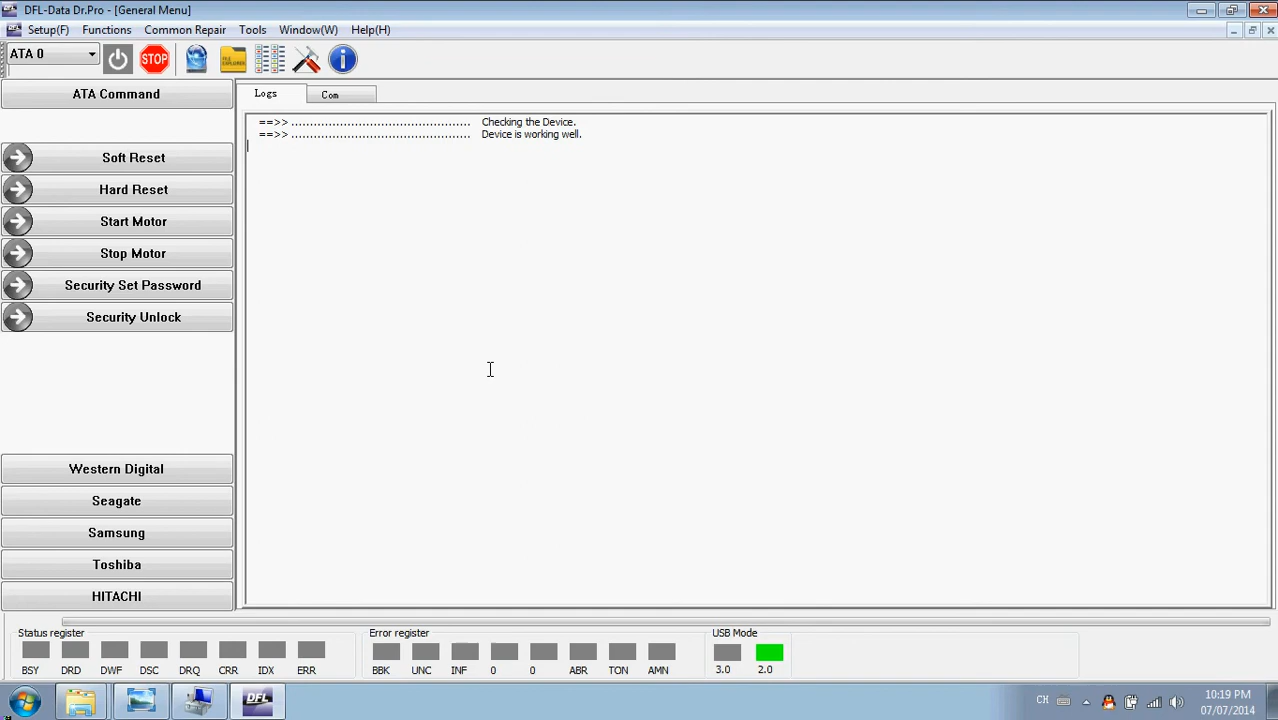 DFL-Data Dr.Pro - [General Menu]
Setup(F) Functions Common Repair Tools Window(W) Help(H)
ATA 0
STOP
FILE EXPLORER
ATA Command
Logs
Com
==>> ............................................... Checking the Device.
==>> ............................................... Device is working well.
Soft Reset
Hard Reset
Start Motor
Stop Motor
Security Set Password
Security Unlock
Western Digital
Seagate
Samsung
Toshiba
HITACHI
Status register
BSY DRD DWF DSC DRQ CRR IDX ERR
Error register
BBK UNC INF 0 0 ABR TON AMN
USB Mode
3.0 2.0
DFL
CH
10:19 PM
07/07/2014